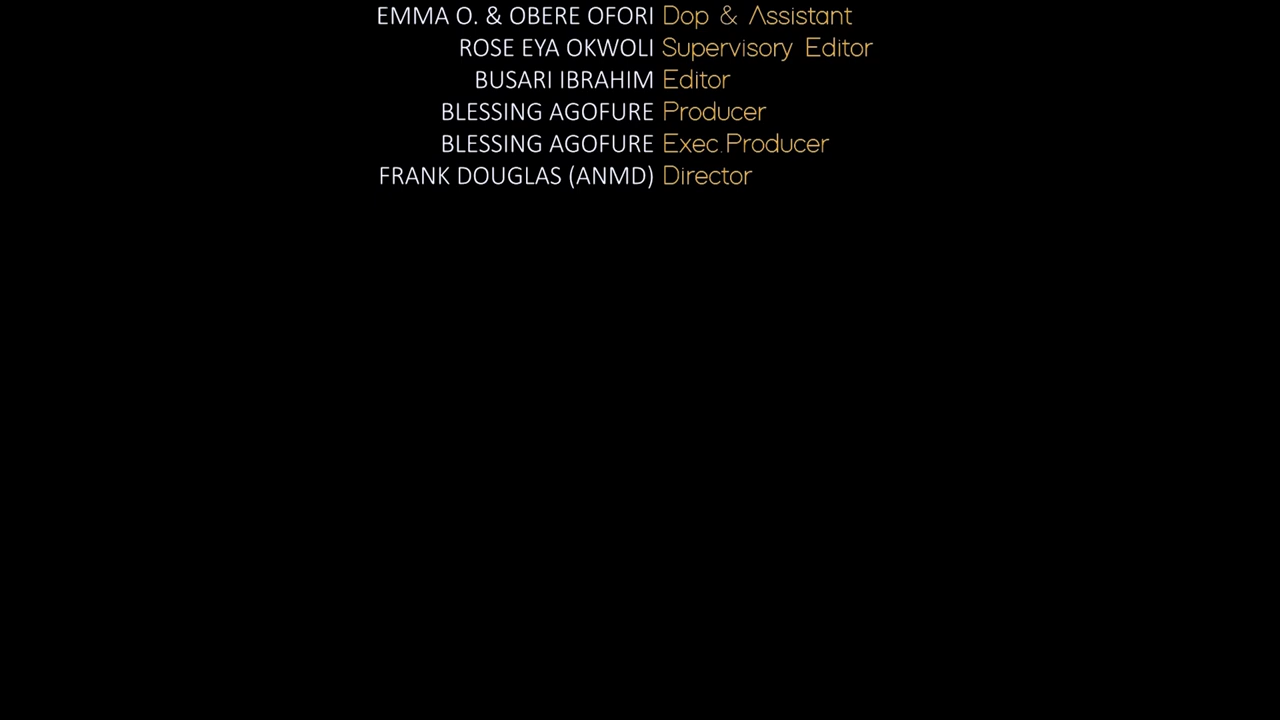 EMMA O. & OBERE OFORI Dop & Assistant
ROSE EYA OKWOLI Supervisory Editor
BUSARI IBRAHIM Editor
BLESSING AGOFURE Producer
BLESSING AGOFURE Exec.Producer
FRANK DOUGLAS (ANMD) Director